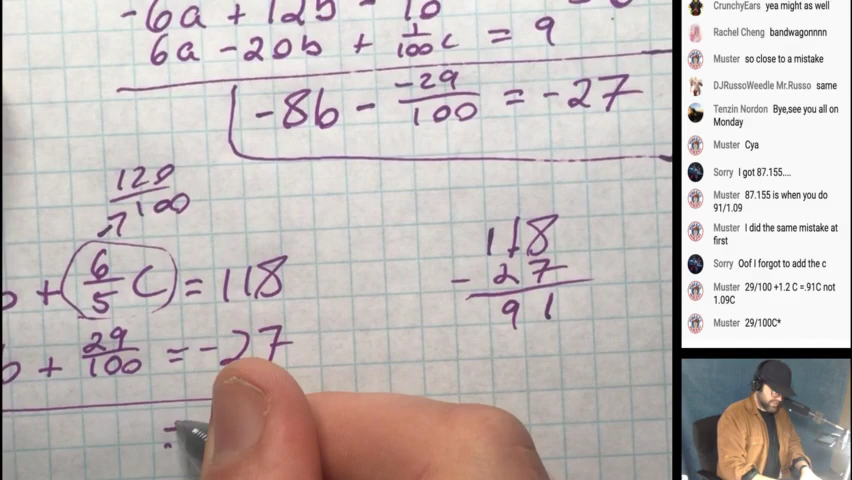 -6a + 12b - 10
6a - 20b + 1/100 c = 9
-8b - -29/100 = -27
120/100
+ 6/5 C = 118
+ 29/100 = -27
=
118
- 27
91
CrunchyEars yea might as well
Rachel Cheng bandwagonnnn
Muster so close to a mistake
DJRussoWeedle Mr.Russo same
Tenzin Nordon Bye,see you all on
Monday
Muster Cya
Sorry I got 87.155....
Muster 87.155 is when you do
91/1.09
Muster I did the same mistake at
first
Sorry Oof I forgot to add the c
Muster 29/100 +1.2 C =.91C not
1.09C
Muster 29/100C*